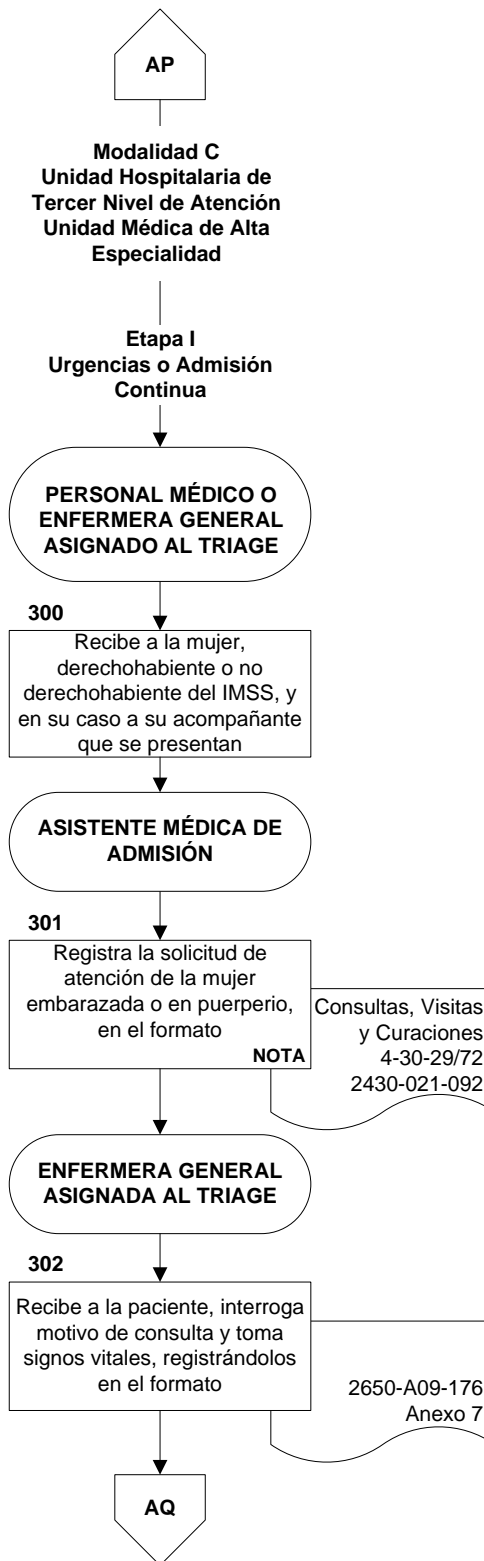 AP
Modalidad C
Unidad Hospitalaria de
Tercer Nivel de Atención
Unidad Médica de Alta
Especialidad
Etapa I
Urgencias o Admisión
Continua
PERSONAL MÉDICO O
ENFERMERA GENERAL
ASIGNADO AL TRIAGE
300
Recibe a la mujer,
derechohabiente o no
derechohabiente del IMSS, y
en su caso a su acompañante
que se presentan
ASISTENTE MÉDICA DE
ADMISIÓN
301
Registra la solicitud de
atención de la mujer
embarazada o en puerperio,
en el formato
NOTA
Consultas, Visitas
y Curaciones
4-30-29/72
2430-021-092
ENFERMERA GENERAL
ASIGNADA AL TRIAGE
302
Recibe a la paciente, interroga
motivo de consulta y toma
signos vitales, registrándolos
en el formato
2650-A09-176
Anexo 7
AQ